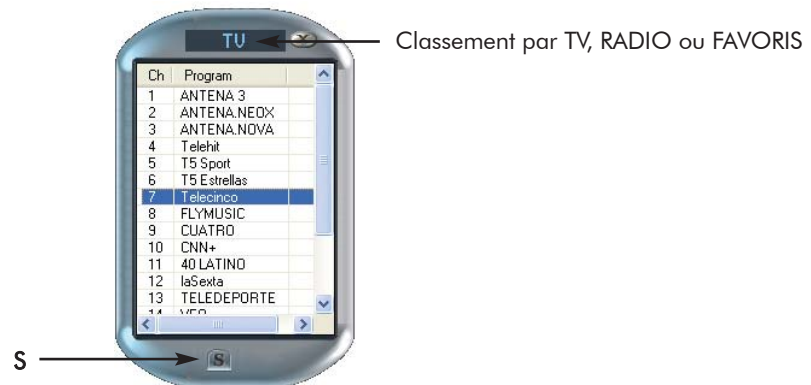 TV
Classement par TV, RADIO ou FAVORIS
Ch Program
1 ANTENA 3
2 ANTENA.NEOX
3 ANTENA.NOVA
4 Telehit
5 T5 Sport
6 T5 Estrellas
7 Telecinco
8 FLYMUSIC
9 CUATRO
10 CNN+
11 40 LATINO
12 laSexta
13 TELEDEPORTE
S
S